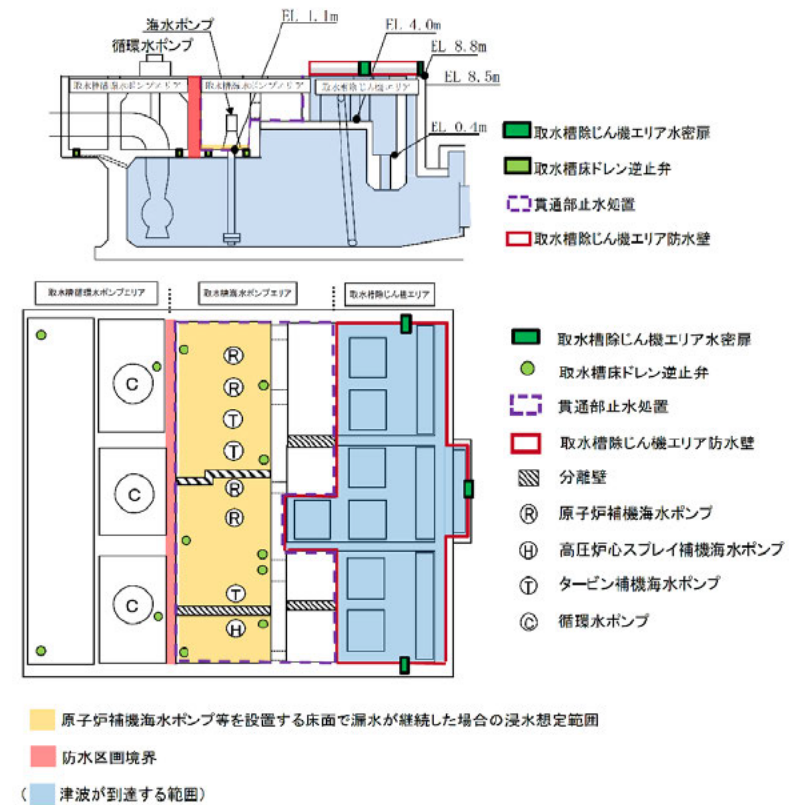 海水ポンプ
循環水ポンプ
EL 1.1m
EL 4.0m
EL 8.8m
EL 8.5m
EL 0.4m
取水槽循環水ポンプエリア
取水槽海水ポンプエリア
取水槽除じん機エリア
取水槽除じん機エリア水密扉
取水槽床ドレン逆止弁
貫通部止水処置
取水槽除じん機エリア防水壁
取水槽循環水ポンプエリア
取水槽海水ポンプエリア
取水槽除じん機エリア
C
C
C
R
R
T
T
R
R
T
H
取水槽除じん機エリア水密扉
取水槽床ドレン逆止弁
貫通部止水処置
取水槽除じん機エリア防水壁
分離壁
R 原子炉補機海水ポンプ
H 高圧炉心スプレイ補機海水ポンプ
T タービン補機海水ポンプ
C 循環水ポンプ
原子炉補機海水ポンプ等を設置する床面で漏水が継続した場合の浸水想定範囲
防水区画境界
( 津波が到達する範囲)